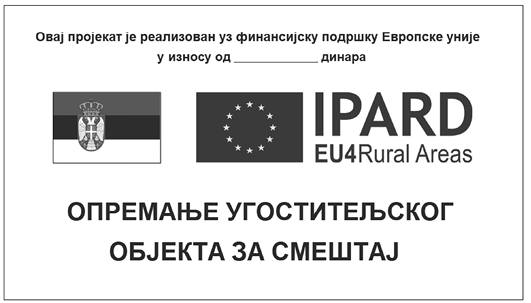 Овај пројекат је реализован уз финансијску подршку Европске уније
у износу од ____________ динара
IPARD
EU4Rural Areas
ОПРЕМАЊЕ УГОСТИТЕЉСКОГ
ОБЈЕКТА ЗА СМЕШТАЈ